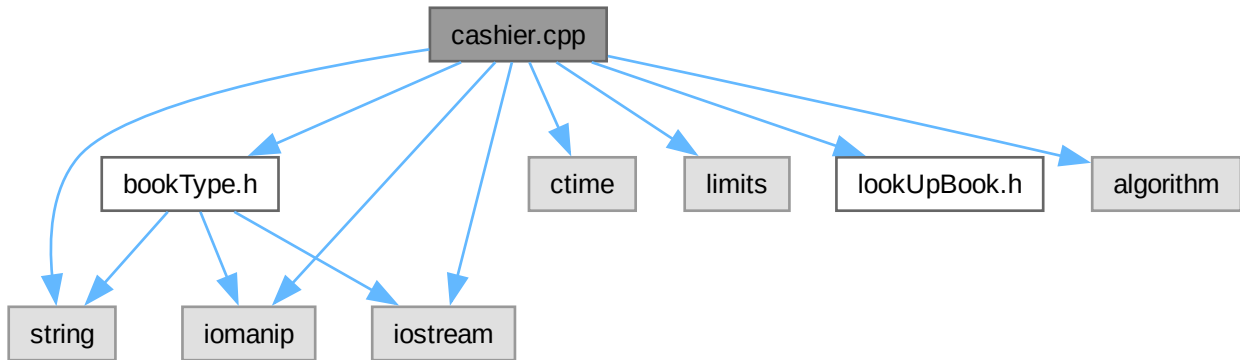 cashier.cpp
bookType.h
ctime
limits
lookUpBook.h
algorithm
string
iomanip
iostream